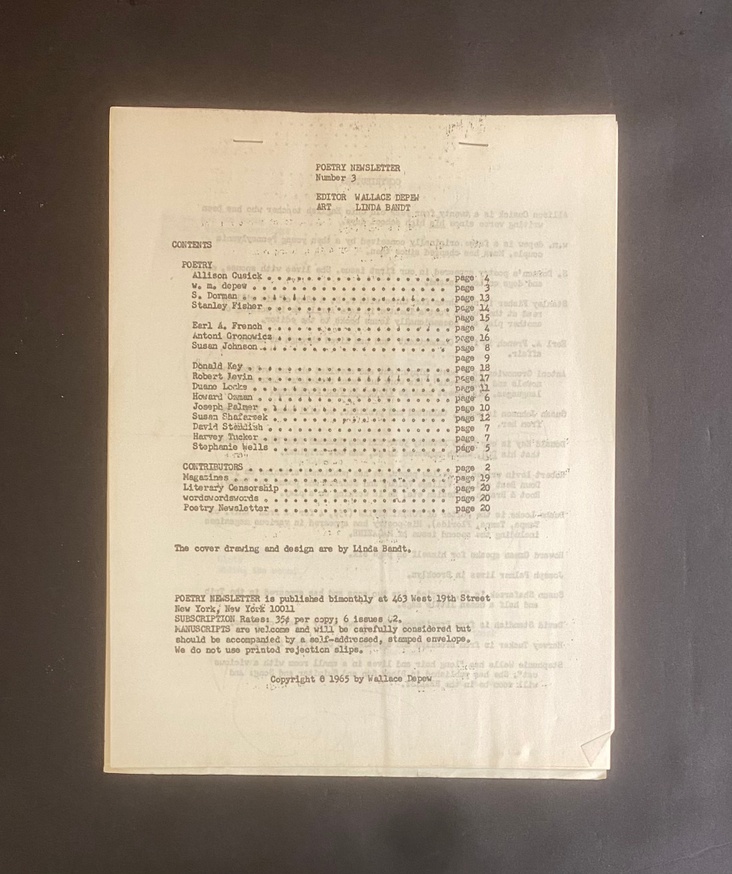 POETRY NEWSLETTER
Number 3
EDITOR WALLACE DEPEW
ART LINDA BANDT
CONTENTS
POETRY
Allison Cusick . . . . . . . . . . . . . . . . page 4
w. m. depew . . . . . . . . . . . . . . . . page 3
S. Dorman . . . . . . . . . . . . . . . . page 13
Stanley Fisher . . . . . . . . . . . . . . . . page 14
page 15
Earl A. French . . . . . . . . . . . . . . . . page 4
Antoni Gronowicz . . . . . . . . . . . . . . . . page 16
Susan Johnson . . . . . . . . . . . . . . . . page 8
page 9
Donald Key . . . . . . . . . . . . . . . . page 18
Robert Levin . . . . . . . . . . . . . . . . page 17
Duane Locke . . . . . . . . . . . . . . . . page 11
Howard Osman . . . . . . . . . . . . . . . . page 6
Joseph Palmer . . . . . . . . . . . . . . . . page 10
Susan Shafarzek . . . . . . . . . . . . . . . . page 12
David Standish . . . . . . . . . . . . . . . . page 7
Harvey Tucker . . . . . . . . . . . . . . . . page 7
Stephanie Wells . . . . . . . . . . . . . . . . page 5
CONTRIBUTORS . . . . . . . . . . . . . . . . page 2
Magazines . . . . . . . . . . . . . . . . page 19
Literary Censorship . . . . . . . . . . . . . . . . page 20
wordswordswords . . . . . . . . . . . . . . . . page 20
Poetry Newsletter . . . . . . . . . . . . . . . . page 20
The cover drawing and design are by Linda Bandt.
POETRY NEWSLETTER is published bimonthly at 463 West 19th Street
New York, New York 10011
SUBSCRIPTION Rates: 35¢ per copy; 6 issues $2.
MANUSCRIPTS are welcome and will be carefully considered but
should be accompanied by a self-addressed, stamped envelope.
We do not use printed rejection slips.
Copyright @ 1965 by Wallace Depew